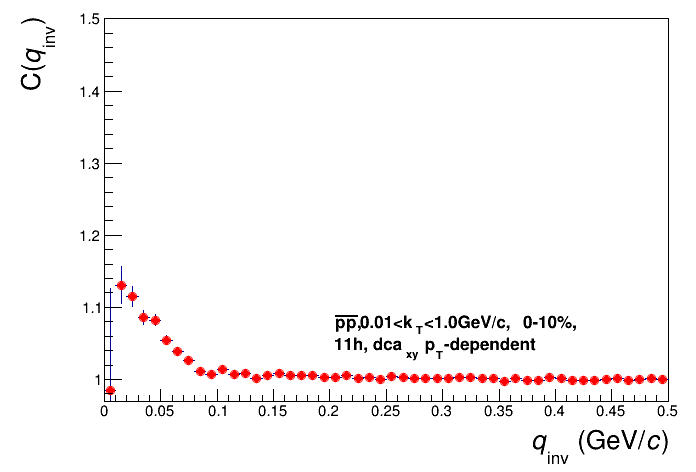 C(q_inv)
1.5
1.4
1.3
1.2
1.1
1
p̅p̅,0.01<k_T<1.0GeV/c, 0-10%,
11h, dca_xy p_T-dependent
0 0.05 0.1 0.15 0.2 0.25 0.3 0.35 0.4 0.45 0.5
q_inv (GeV/c)